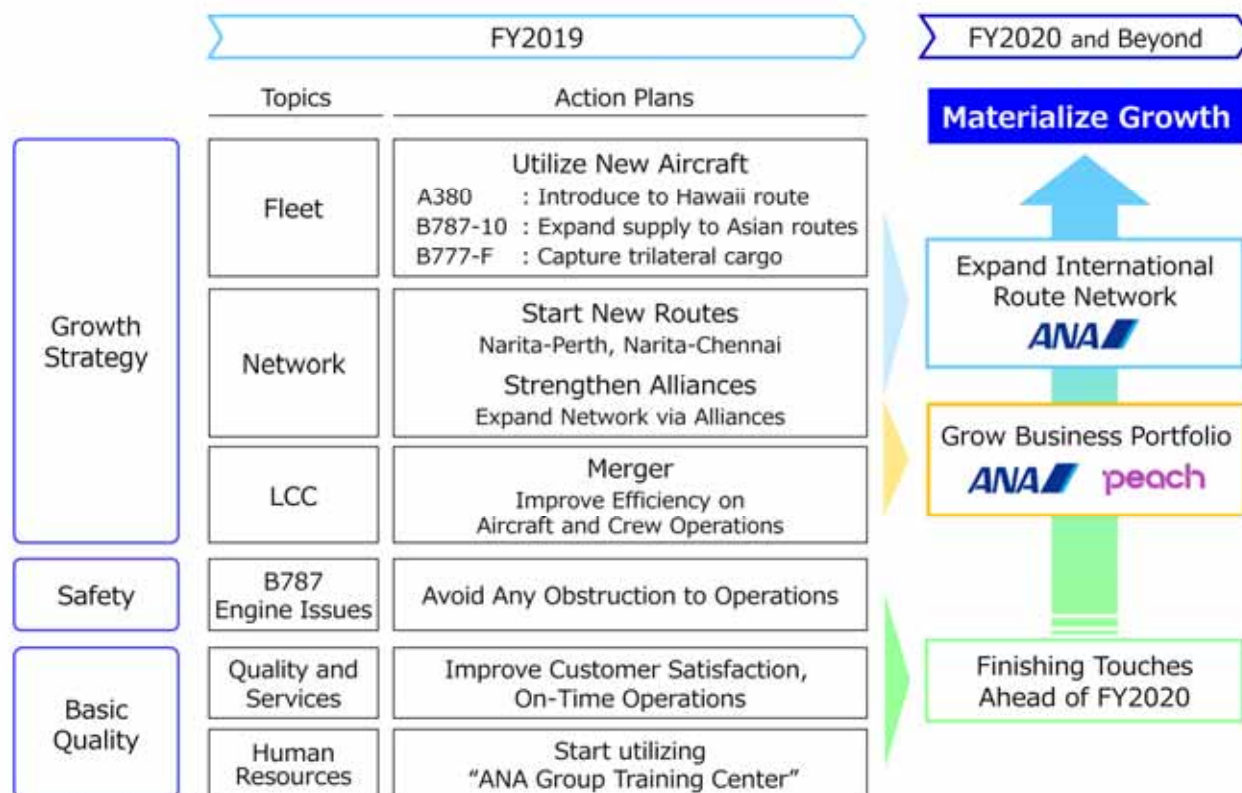 FY2019
FY2020 and Beyond
Topics
Action Plans
Materialize Growth
Growth
Strategy
Fleet
Utilize New Aircraft
A380 : Introduce to Hawaii route
B787-10 : Expand supply to Asian routes
B777-F : Capture trilateral cargo
Network
Start New Routes
Narita-Perth, Narita-Chennai
Strengthen Alliances
Expand Network via Alliances
LCC
Merger
Improve Efficiency on
Aircraft and Crew Operations
Safety
B787
Engine Issues
Avoid Any Obstruction to Operations
Basic
Quality
Quality and
Services
Improve Customer Satisfaction,
On-Time Operations
Human
Resources
Start utilizing
“ANA Group Training Center”
Expand International
Route Network
ANA
Grow Business Portfolio
ANA peach
Finishing Touches
Ahead of FY2020